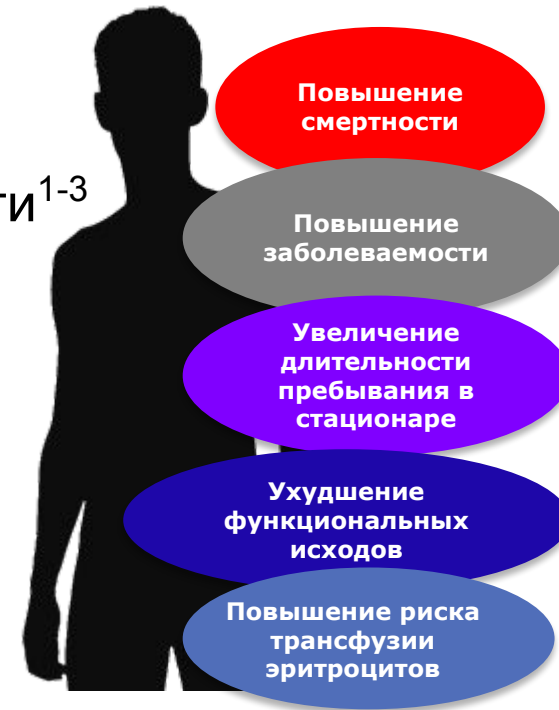 Повышение
смертности
ти¹⁻³
Повышение
заболеваемости
Увеличение
длительности
пребывания в
стационаре
Ухудшение
функциональных
исходов
Повышение риска
трансфузии
эритроцитов